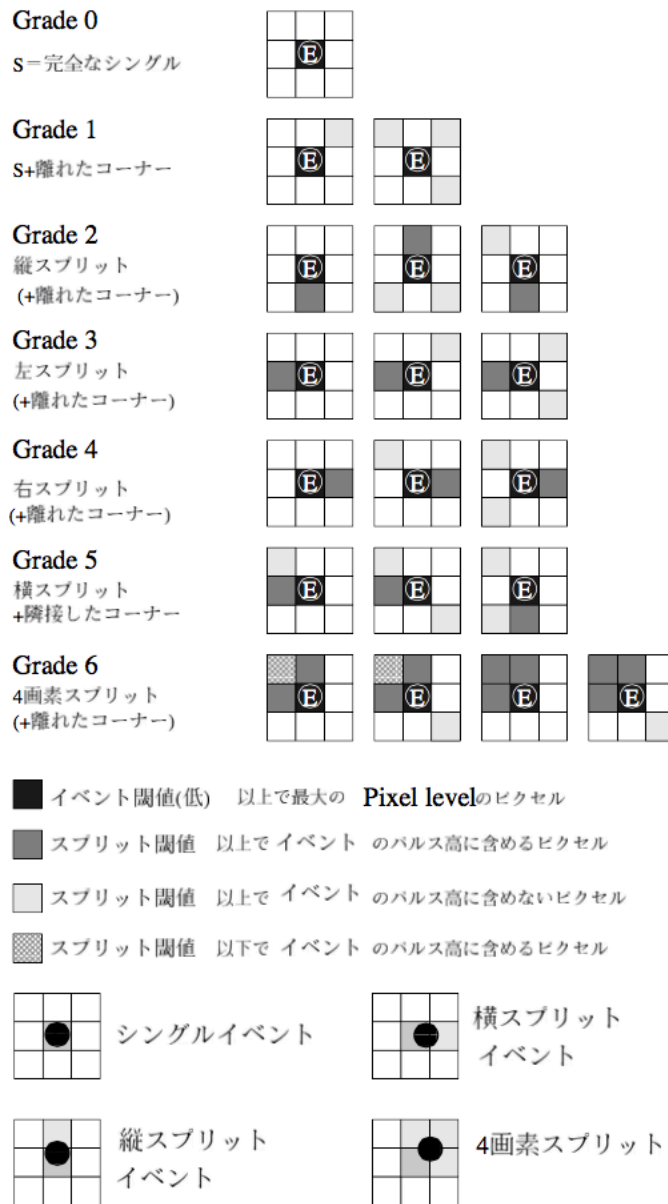 Grade 0
S=完全なシングル
E
Grade 1
S+離れたコーナー
E E
Grade 2
縦スプリット
(+離れたコーナー)
E E E
Grade 3
左スプリット
(+離れたコーナー)
E E E
Grade 4
右スプリット
(+離れたコーナー)
E E E
Grade 5
横スプリット
+隣接したコーナー
E E E
Grade 6
4画素スプリット
(+離れたコーナー)
E E E E
イベント閾値(低) 以上で最大の Pixel levelのピクセル
スプリット閾値 以上で イベント のパルス高に含めるピクセル
スプリット閾値 以上で イベント のパルス高に含めないピクセル
スプリット閾値 以下で イベント のパルス高に含めるピクセル
シングルイベント
横スプリット
イベント
縦スプリット
イベント
4画素スプリット